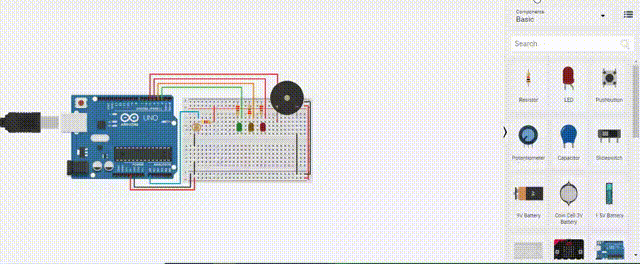 Components
Basic
Search
Resistor
LED
Pushbutton
Potentiometer
Capacitor
Slideswitch
9V Battery
Coin Cell 3V
Battery
1.5V Battery
UNO
ARDUINO